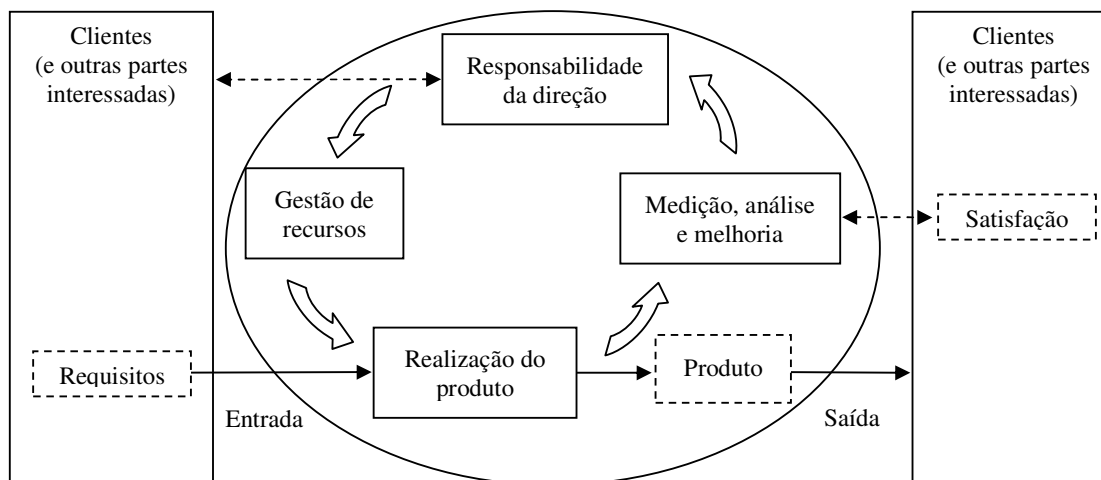 Clientes
(e outras partes
interessadas)
Responsabilidade
da direção
Clientes
(e outras partes
interessadas)
Gestão de
recursos
Medição, análise
e melhoria
Satisfação
Requisitos
Realização do
produto
Produto
Entrada
Saída